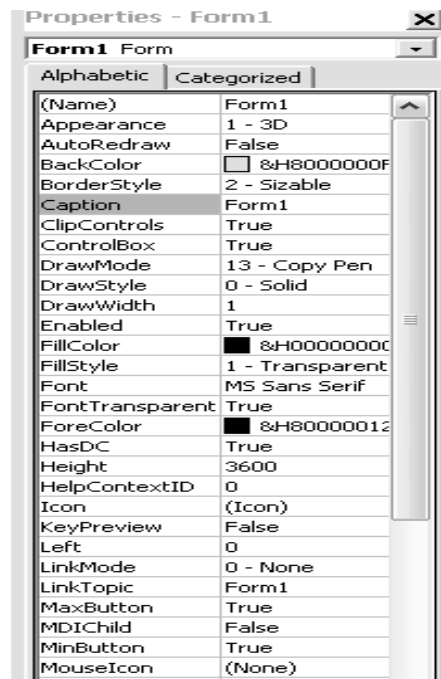 Properties - Form1
Form1 Form
Alphabetic Categorized
(Name) Form1
Appearance 1 - 3D
AutoRedraw False
BackColor &H8000000F
BorderStyle 2 - Sizable
Caption Form1
ClipControls True
ControlBox True
DrawMode 13 - Copy Pen
DrawStyle 0 - Solid
DrawWidth 1
Enabled True
FillColor &H0000000
FillStyle 1 - Transparent
Font MS Sans Serif
FontTransparent True
ForeColor &H80000012
HasDC True
Height 3600
HelpContextID 0
Icon (Icon)
KeyPreview False
Left 0
LinkMode 0 - None
LinkTopic Form1
MaxButton True
MDIChild False
MinButton True
MouseIcon (None)